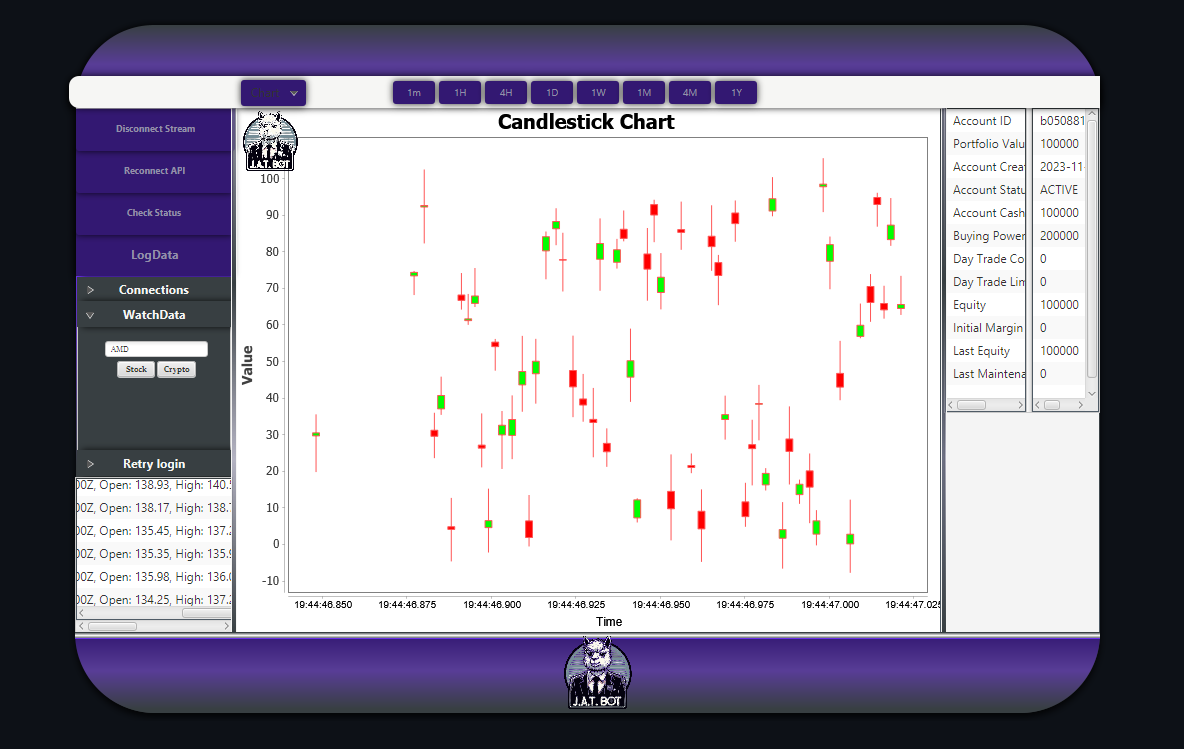 Chart
1m
1H
4H
1D
1W
1M
4M
1Y
Disconnect Stream
Reconnect API
Check Status
LogData
Connections
WatchData
AMD
Stock
Crypto
Retry login
00Z, Open: 138.93, High: 140.5
00Z, Open: 138.17, High: 138.7
00Z, Open: 135.45, High: 137.2
00Z, Open: 135.35, High: 135.9
00Z, Open: 135.98, High: 136.0
00Z, Open: 134.25, High: 137.2
J.A.T. BOT
Candlestick Chart
Value
100
90
80
70
60
50
40
30
20
10
0
-10
19:44:46.850
19:44:46.875
19:44:46.900
19:44:46.925
19:44:46.950
19:44:46.975
19:44:47.000
19:44:47.025
Time
Account ID b050881
Portfolio Valu 100000
Account Creat 2023-11-
Account Statu ACTIVE
Account Cash 100000
Buying Power 200000
Day Trade Co 0
Day Trade Lim 0
Equity 100000
Initial Margin 0
Last Equity 100000
Last Maintena 0
J.A.T. BOT